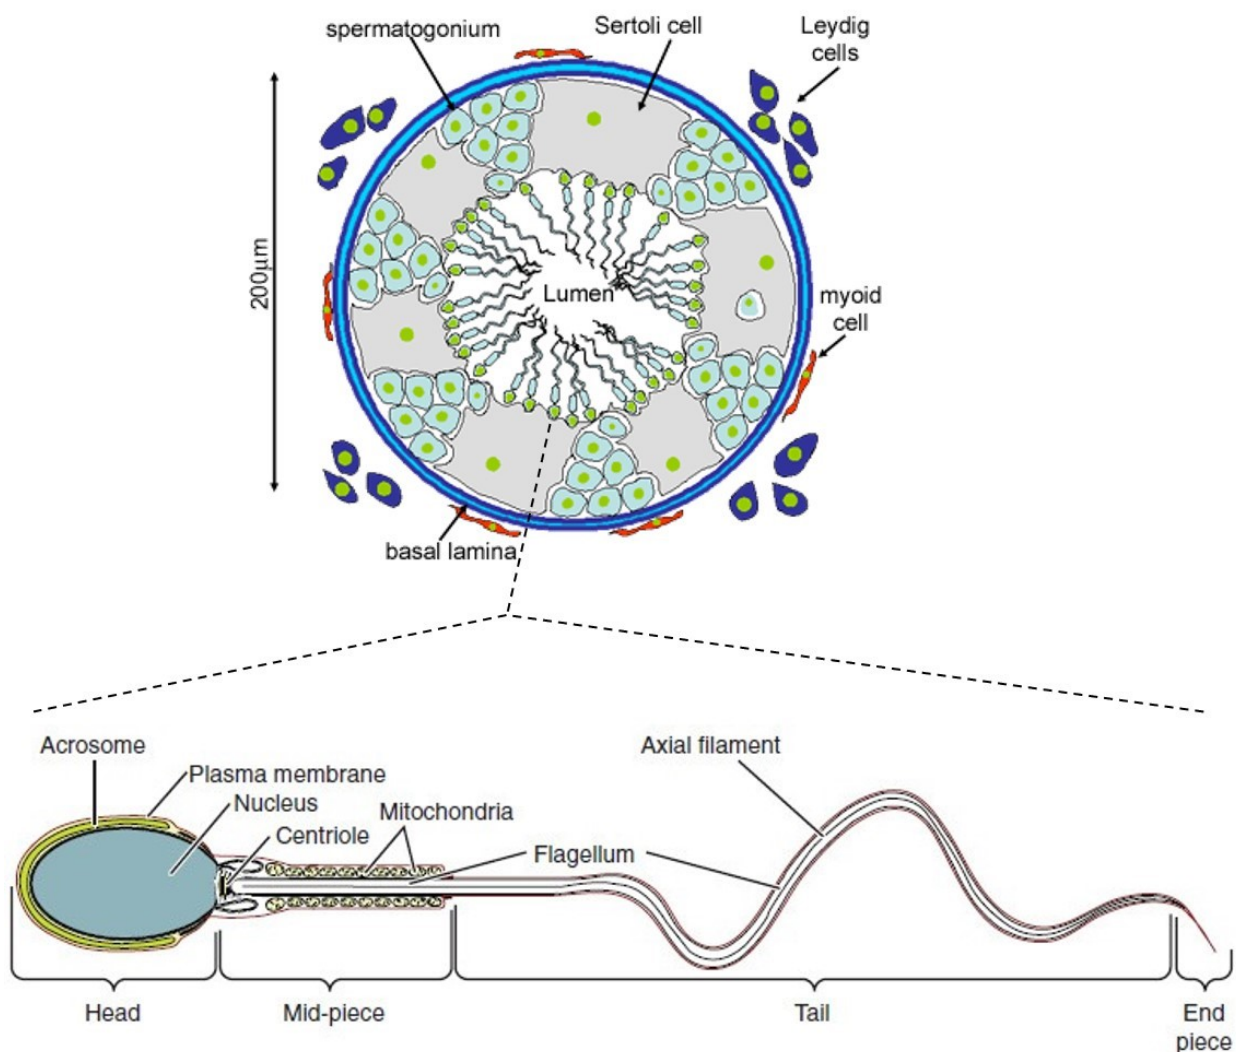 spermatogonium
Sertoli cell
Leydig
cells
200µm
Lumen
myoid
cell
basal lamina
Acrosome
Plasma membrane
Nucleus
Centriole
Mitochondria
Flagellum
Axial filament
Head
Mid-piece
Tail
End
piece